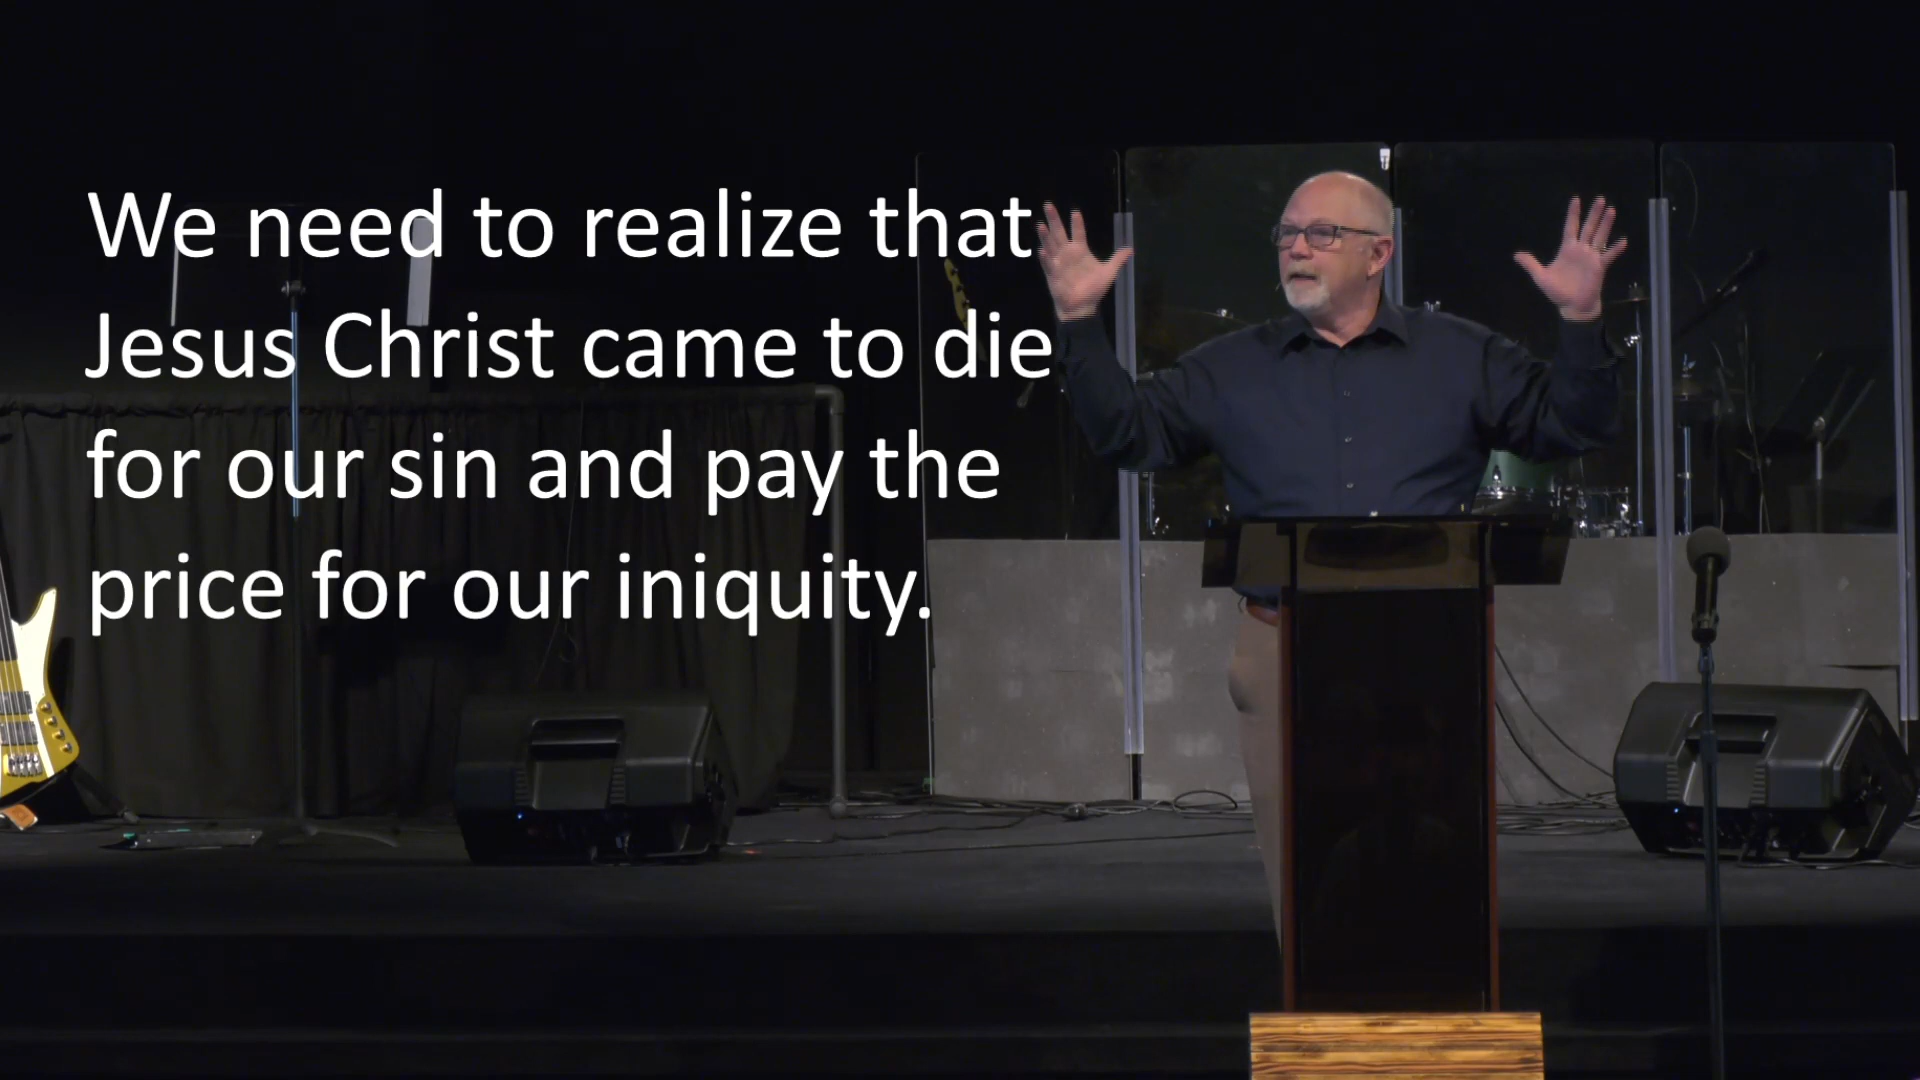 We need to realize that
Jesus Christ came to die
for our sin and pay the
price for our iniquity.